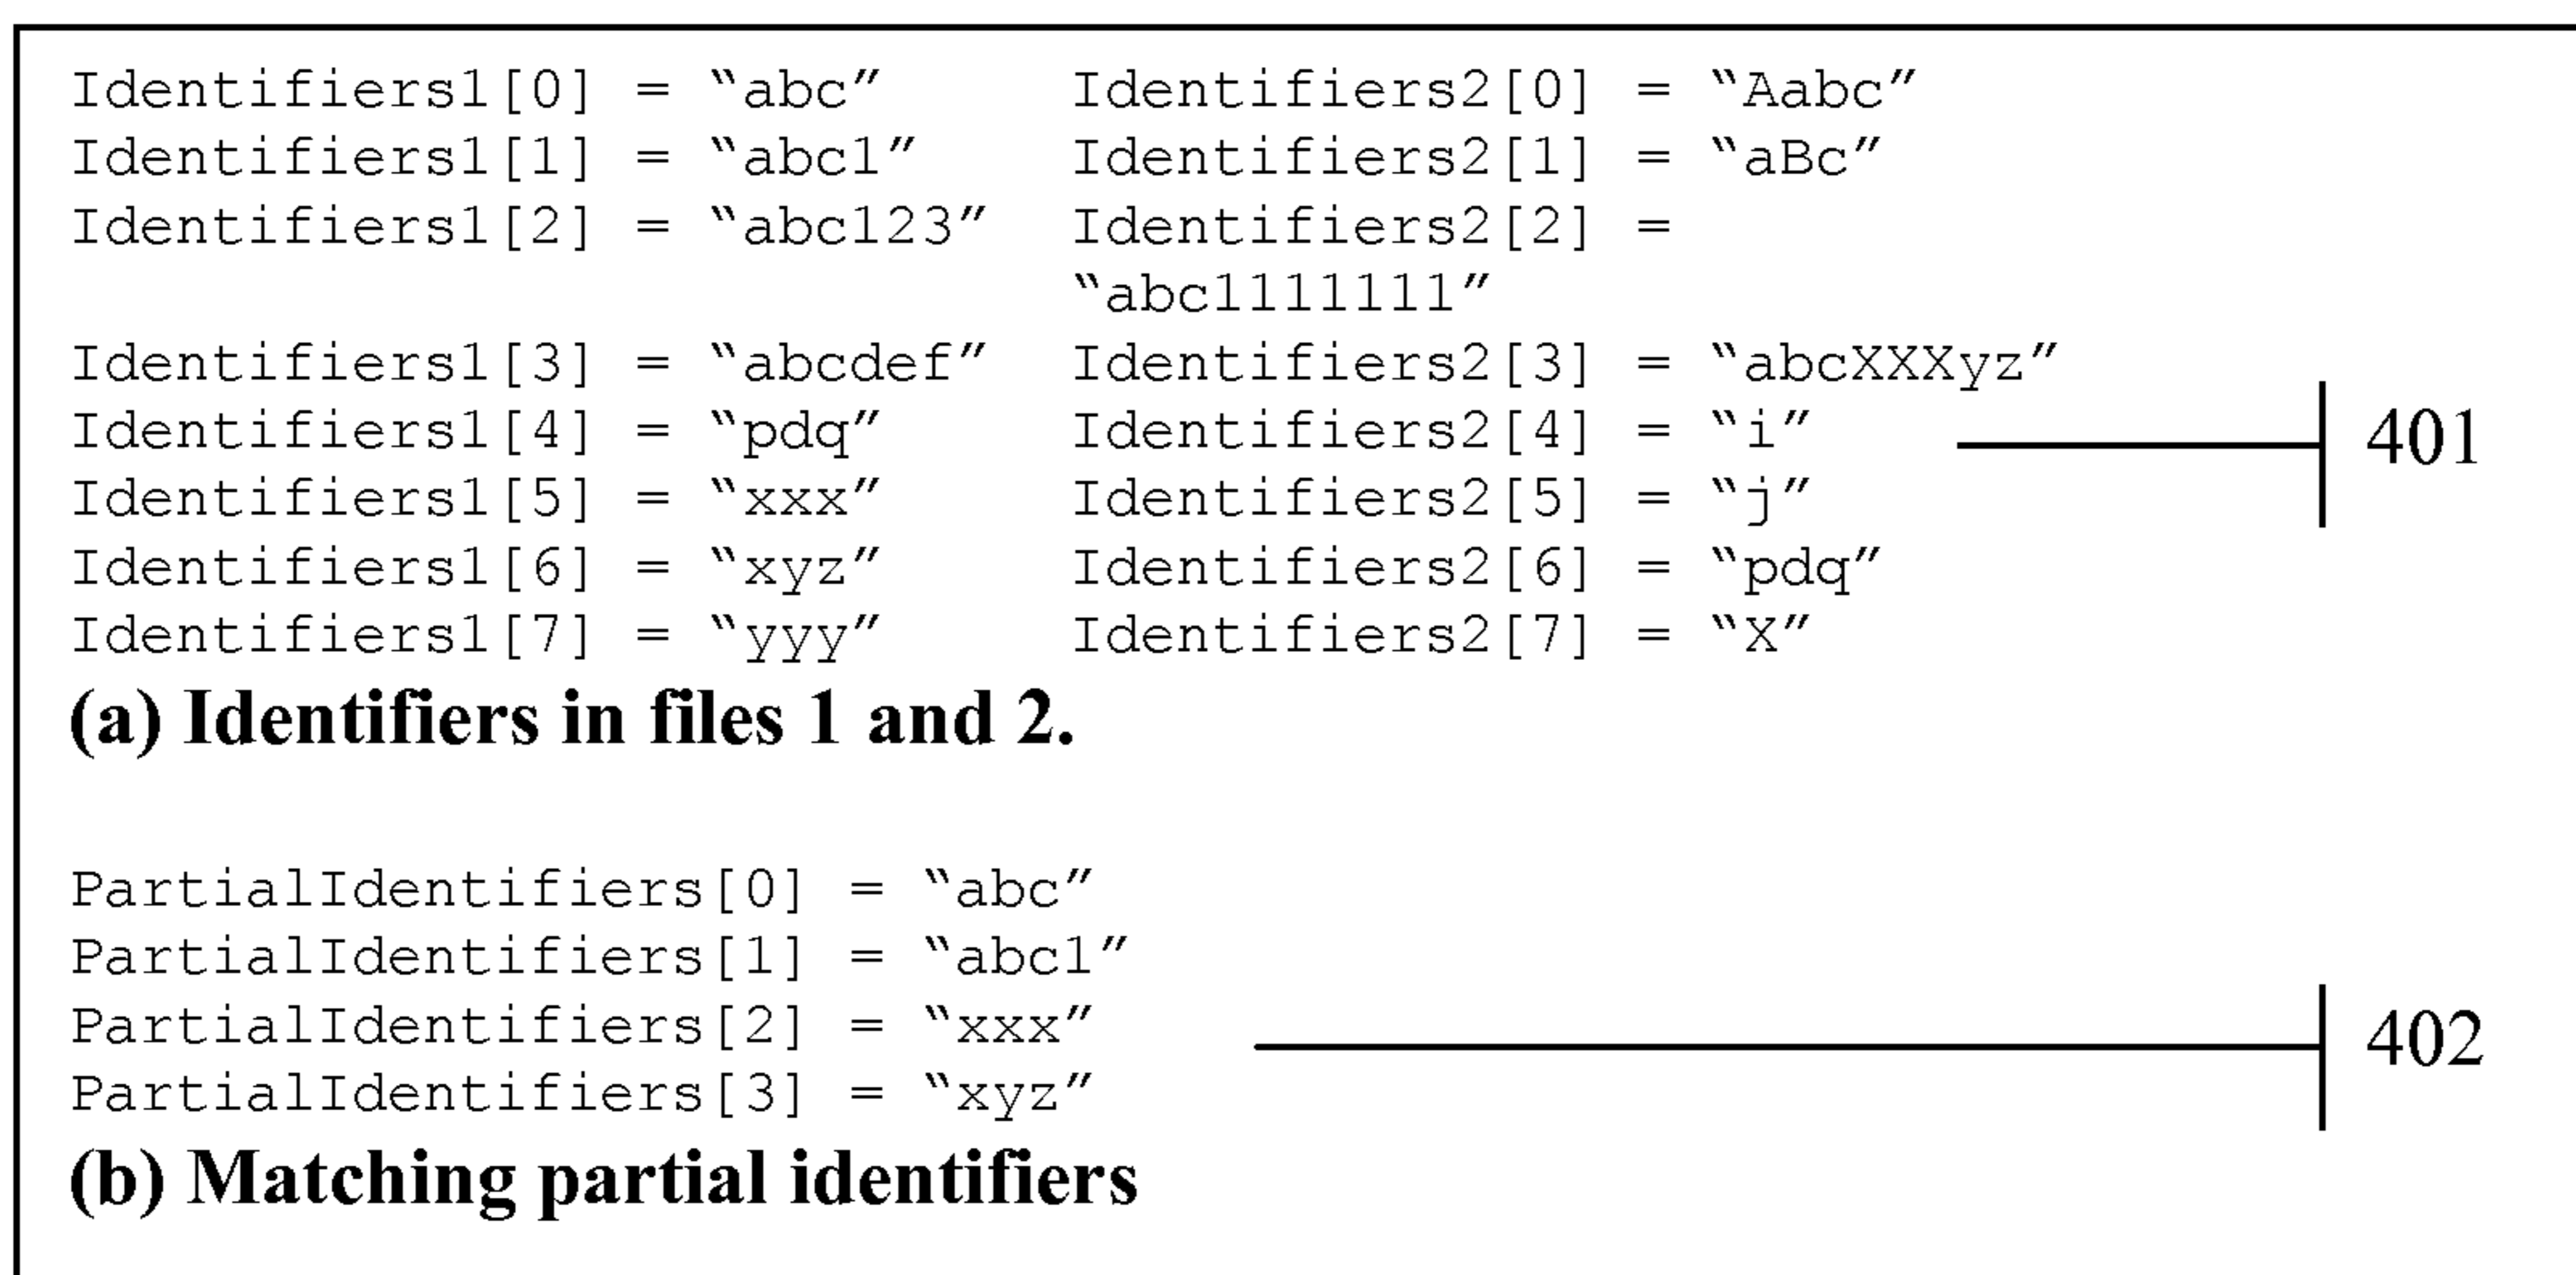 Identifiers1[0] = “abc” Identifiers2[0] = “Aabc”
Identifiers1[1] = “abc1” Identifiers2[1] = “aBc”
Identifiers1[2] = “abc123” Identifiers2[2] =
“abc1111111”
Identifiers1[3] = “abcdef” Identifiers2[3] = “abcXXXyz”
Identifiers1[4] = “pdq” Identifiers2[4] = “i” 401
Identifiers1[5] = “xxx” Identifiers2[5] = “j”
Identifiers1[6] = “xyz” Identifiers2[6] = “pdq”
Identifiers1[7] = “yyy” Identifiers2[7] = “X”
(a) Identifiers in files 1 and 2.
PartialIdentifiers[0] = “abc”
PartialIdentifiers[1] = “abc1”
PartialIdentifiers[2] = “xxx” 402
PartialIdentifiers[3] = “xyz”
(b) Matching partial identifiers